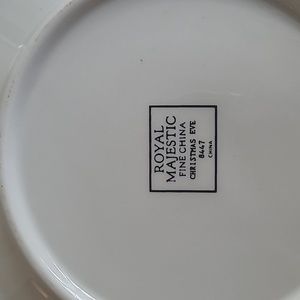 ROYAL
MAJESTIC
FINE CHINA
CHRISTMAS EVE
8447
CHINA